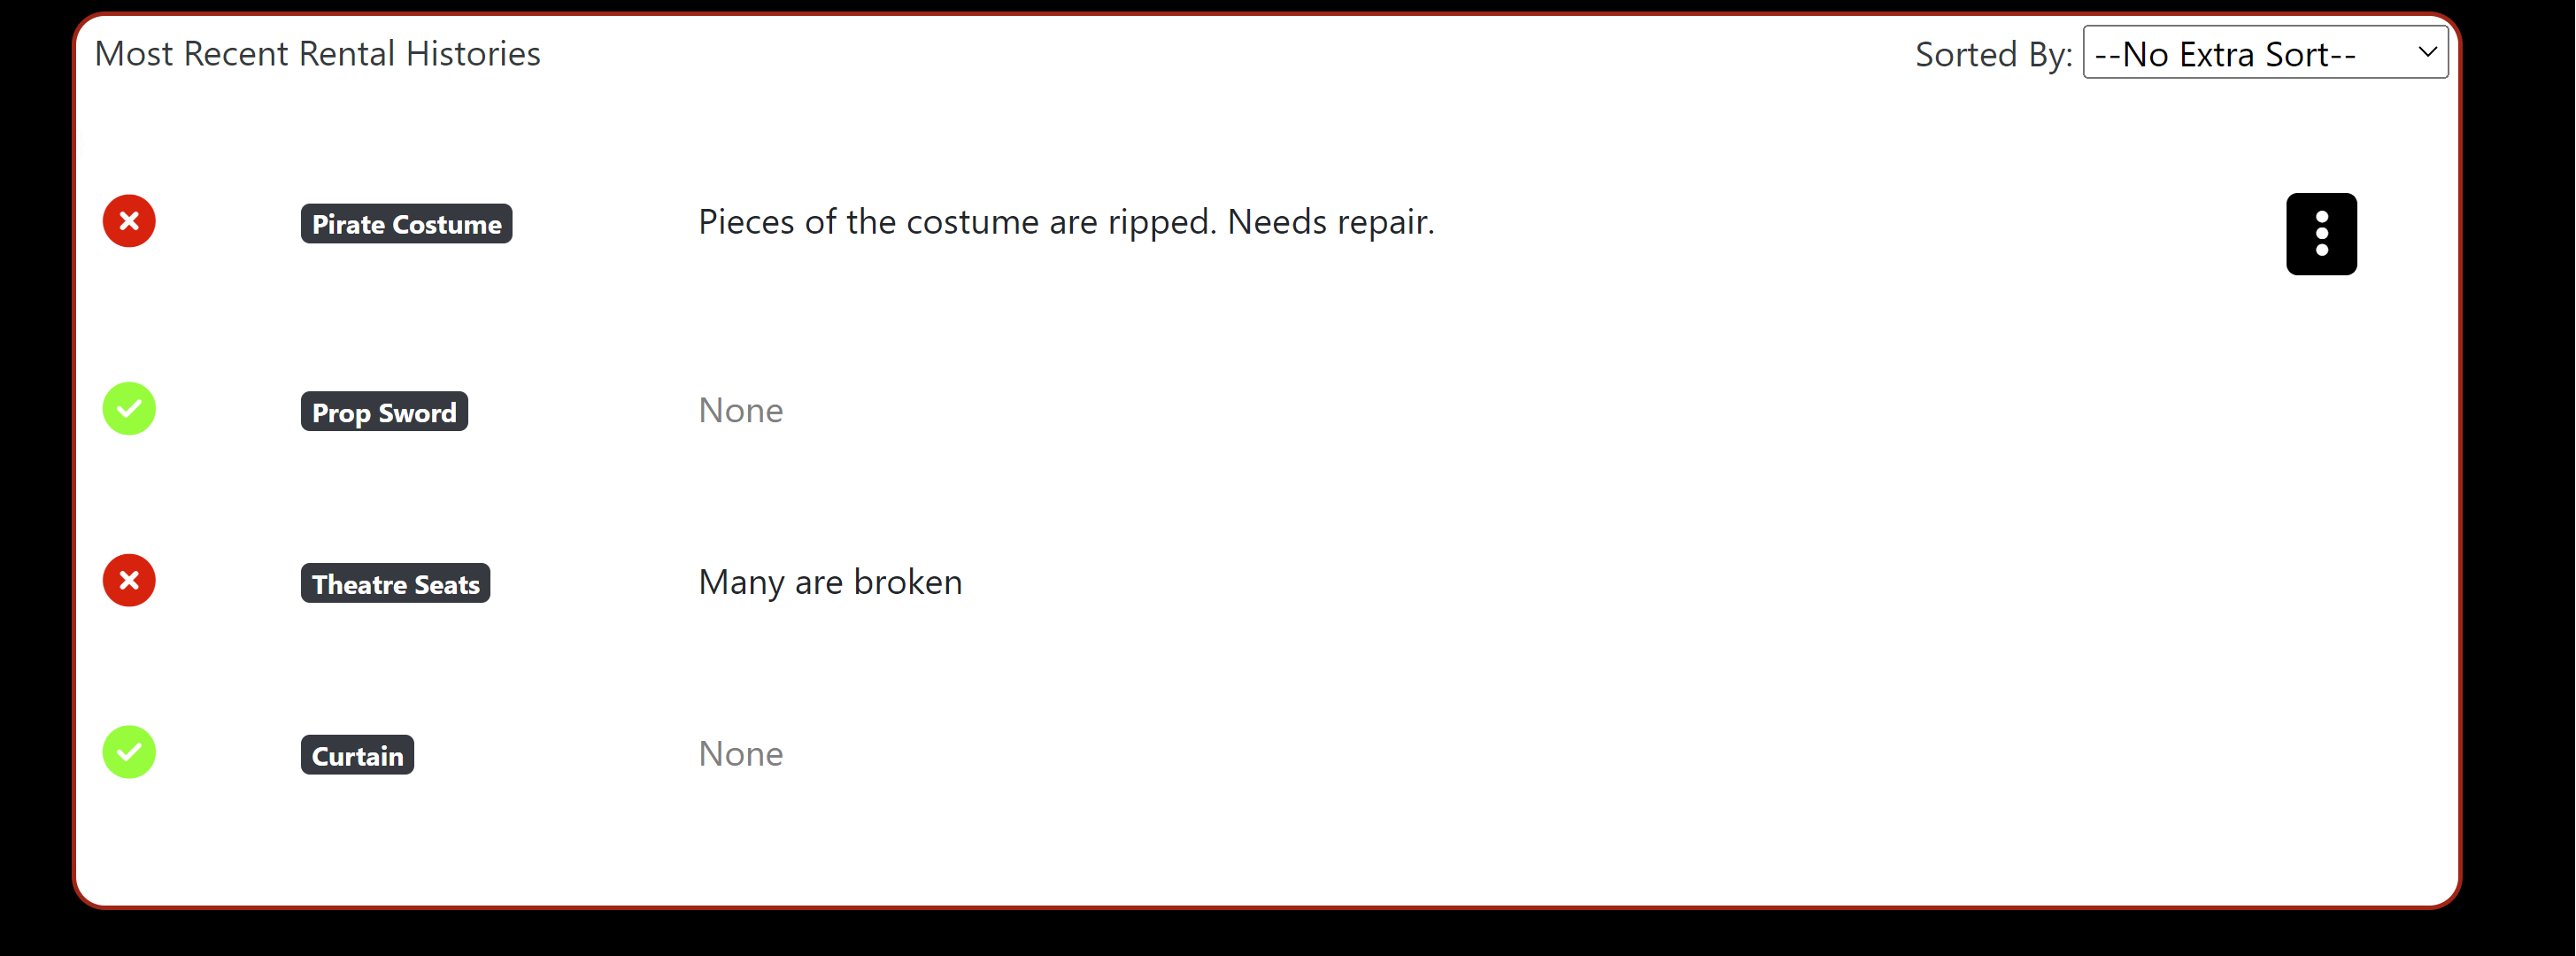 Most Recent Rental Histories
Sorted By: --No Extra Sort--
Pirate Costume Pieces of the costume are ripped. Needs repair.
Prop Sword None
Theatre Seats Many are broken
Curtain None